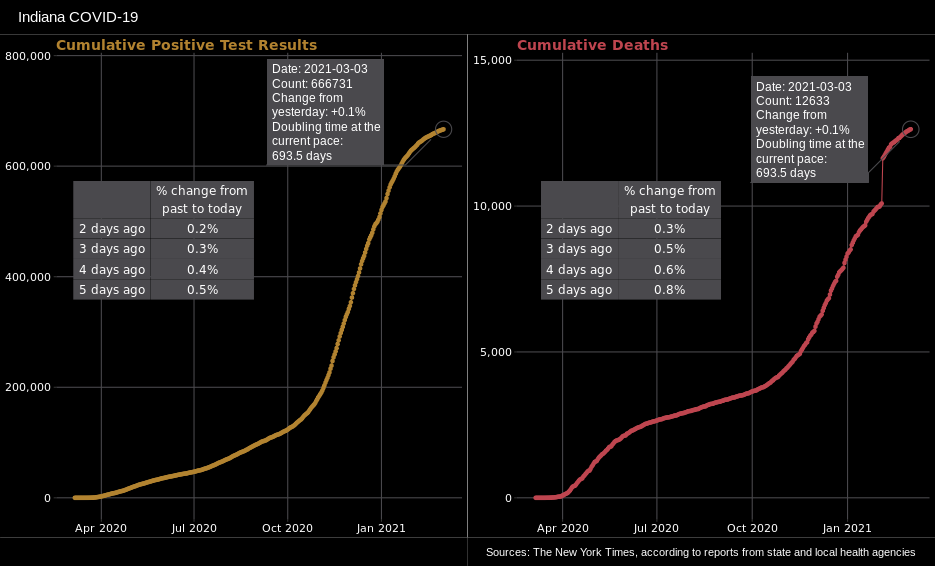 Indiana COVID-19
Cumulative Positive Test Results
800,000
600,000
400,000
200,000
0
Date: 2021-03-03
Count: 666731
Change from
yesterday: +0.1%
Doubling time at the
current pace:
693.5 days
% change from
past to today
2 days ago 0.2%
3 days ago 0.3%
4 days ago 0.4%
5 days ago 0.5%
Apr 2020 Jul 2020 Oct 2020 Jan 2021
Cumulative Deaths
15,000
10,000
5,000
0
Date: 2021-03-03
Count: 12633
Change from
yesterday: +0.1%
Doubling time at the
current pace:
693.5 days
% change from
past to today
2 days ago 0.3%
3 days ago 0.5%
4 days ago 0.6%
5 days ago 0.8%
Apr 2020 Jul 2020 Oct 2020 Jan 2021
Sources: The New York Times, according to reports from state and local health agencies